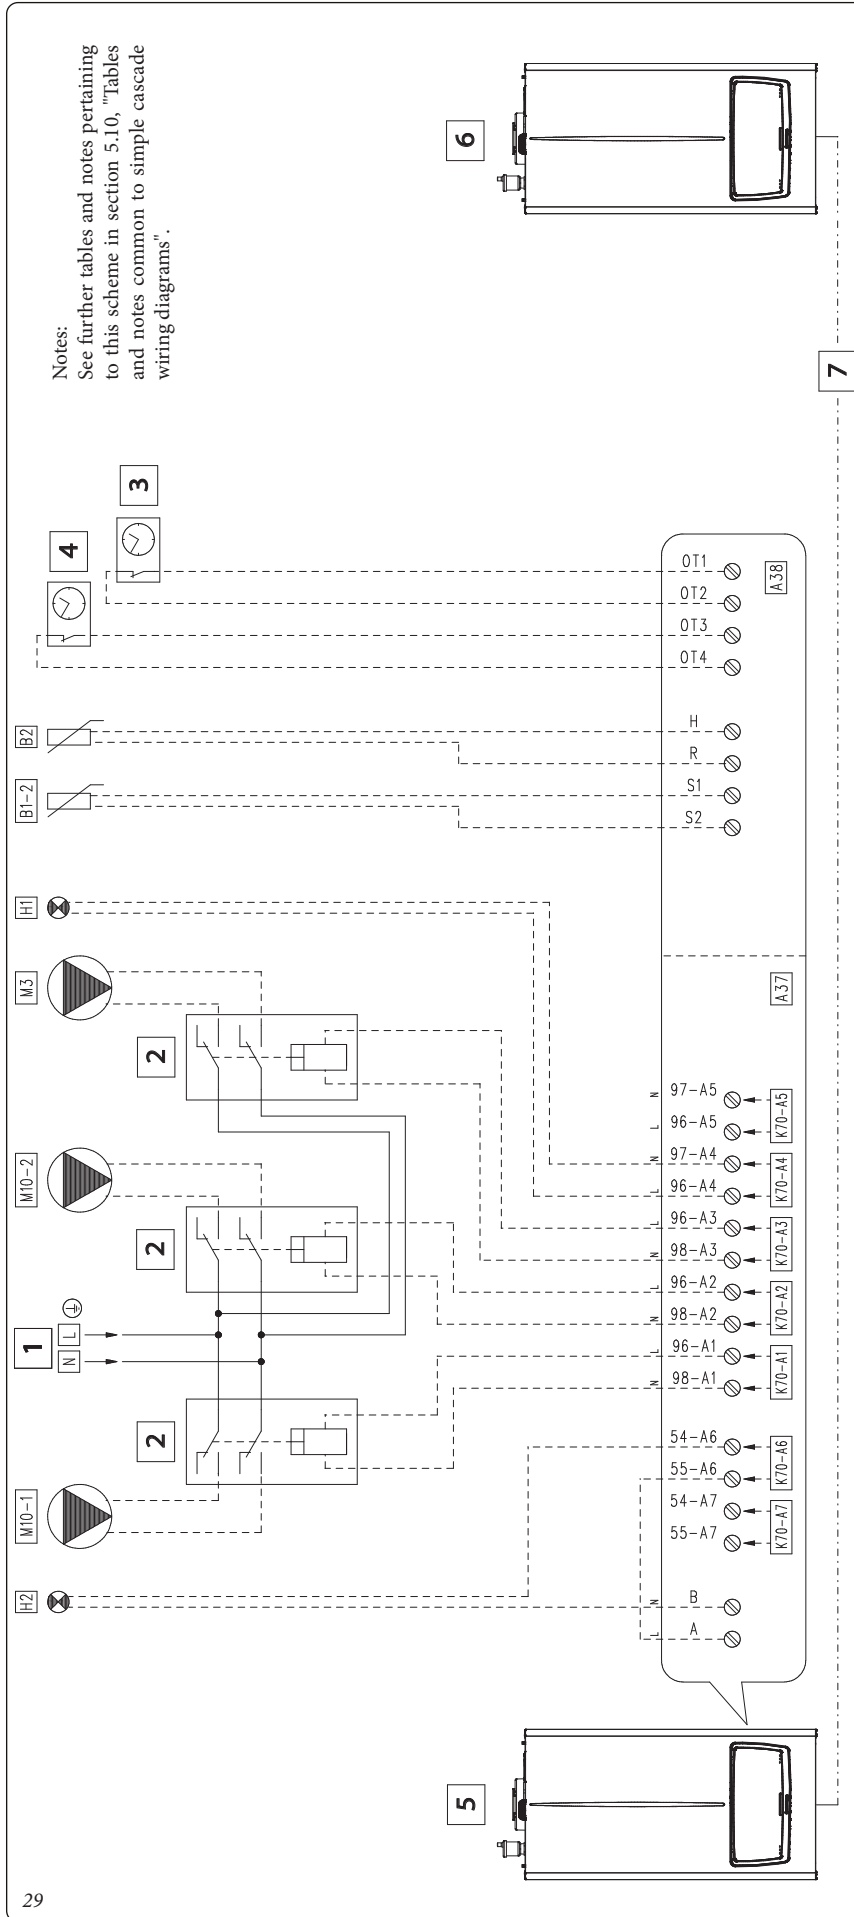 Notes:
See further tables and notes pertaining
to this scheme in section 5.10, "Tables
and notes common to simple cascade
wiring diagrams".
H2
M10-1
1
N
L
M10-2
M3
H1
B1-2
B2
4
3
2
2
2
5
6
L
N
N
L
N
L
N
L
L
N
L
N
A
B
55-A7
54-A7
55-A6
54-A6
98-A1
96-A1
98-A2
96-A2
98-A3
96-A3
96-A4
97-A4
96-A5
97-A5
S2
S1
R
H
OT4
OT3
OT2
OT1
K70-A7
K70-A6
K70-A1
K70-A2
K70-A3
K70-A4
K70-A5
A37
A38
7
29